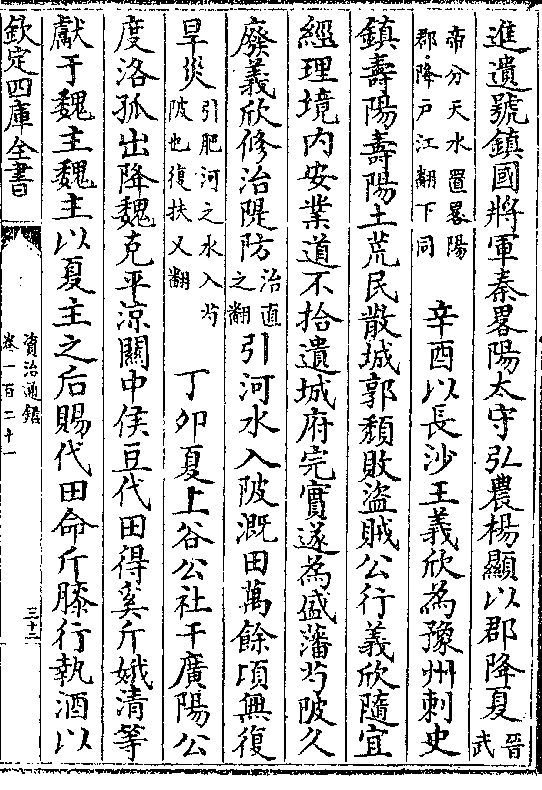 進遺號鎮國將軍秦畧陽太守弘農楊顯以郡降夏晉武
帝分天水置畧陽郡降戸江翻下同　辛酉以長沙王義欣為豫州刺史
鎮壽陽壽陽土荒民散城郭頽敗盜賊公行義欣隨宜
經理境内安業道不拾遺城府完實遂為盛藩芍陂久
廢義欣修治隄防治直之翻引河水入陂溉田萬餘頃無復
旱災引肥河之水入芍陂也復扶又翻　丁卯夏上谷公社干廣陽公
度洛孤出降魏克平涼關中侯豆代田得奚斤娥清等
獻于魏主魏主以夏主之后賜代田命斤膝行執酒以
欽定四庫全書　資治通鑑卷一百二十一　三十三